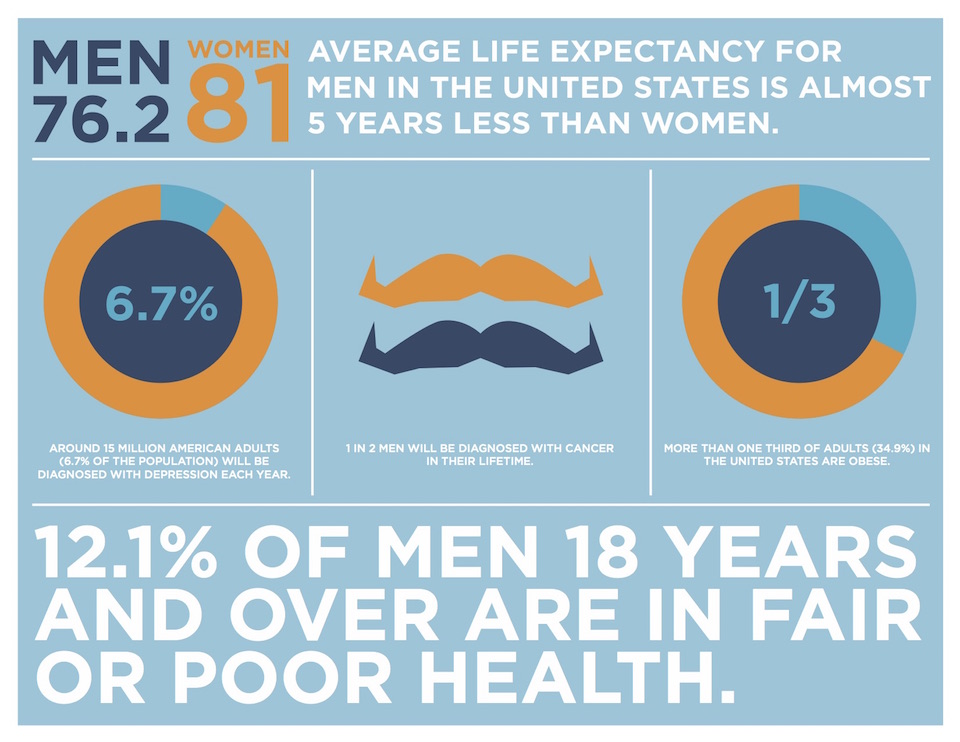 MEN
76.2
WOMEN
81
AVERAGE LIFE EXPECTANCY FOR
MEN IN THE UNITED STATES IS ALMOST
5 YEARS LESS THAN WOMEN.
6.7%
AROUND 15 MILLION AMERICAN ADULTS
(6.7% OF THE POPULATION) WILL BE
DIAGNOSED WITH DEPRESSION EACH YEAR.
1 IN 2 MEN WILL BE DIAGNOSED WITH CANCER
IN THEIR LIFETIME.
1/3
MORE THAN ONE THIRD OF ADULTS (34.9%) IN
THE UNITED STATES ARE OBESE.
12.1% OF MEN 18 YEARS
AND OVER ARE IN FAIR
OR POOR HEALTH.